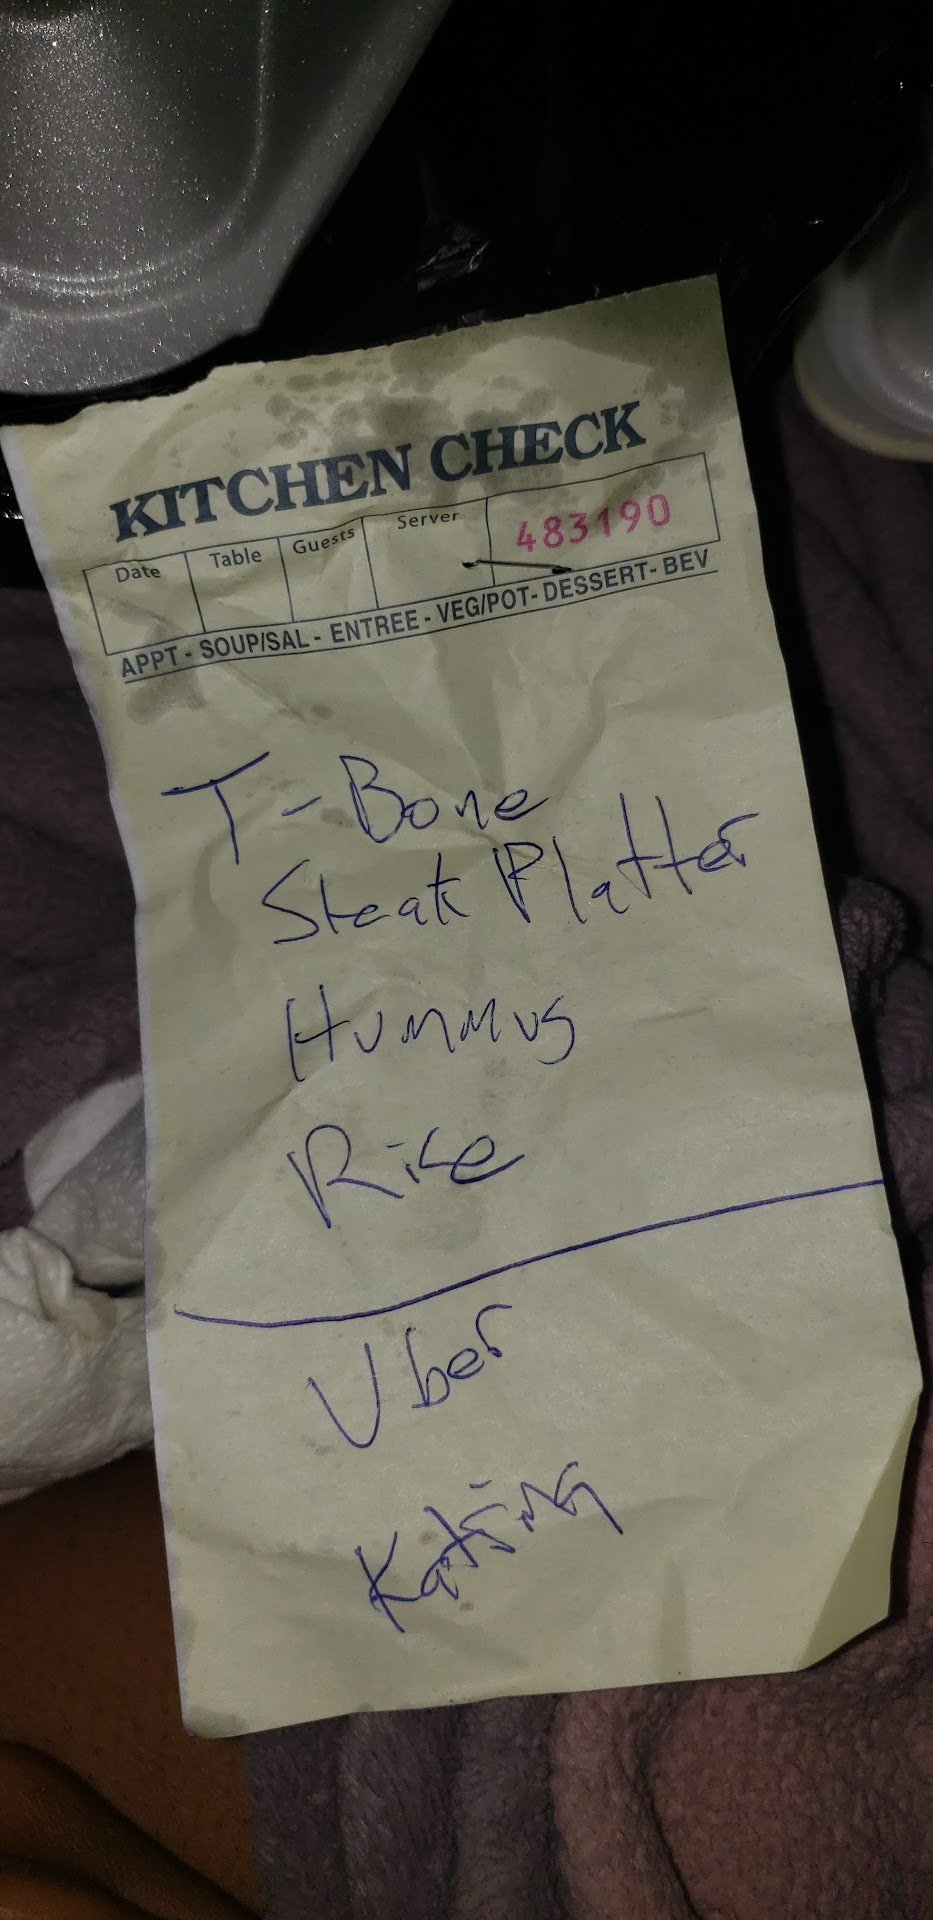 KITCHEN CHECK
Date Table Guests Server 483190
APPT - SOUP/SAL - ENTREE - VEG/POT- DESSERT- BEV
T-Bone
Steak Platter
Hummus
Rice
Uber
Katrina